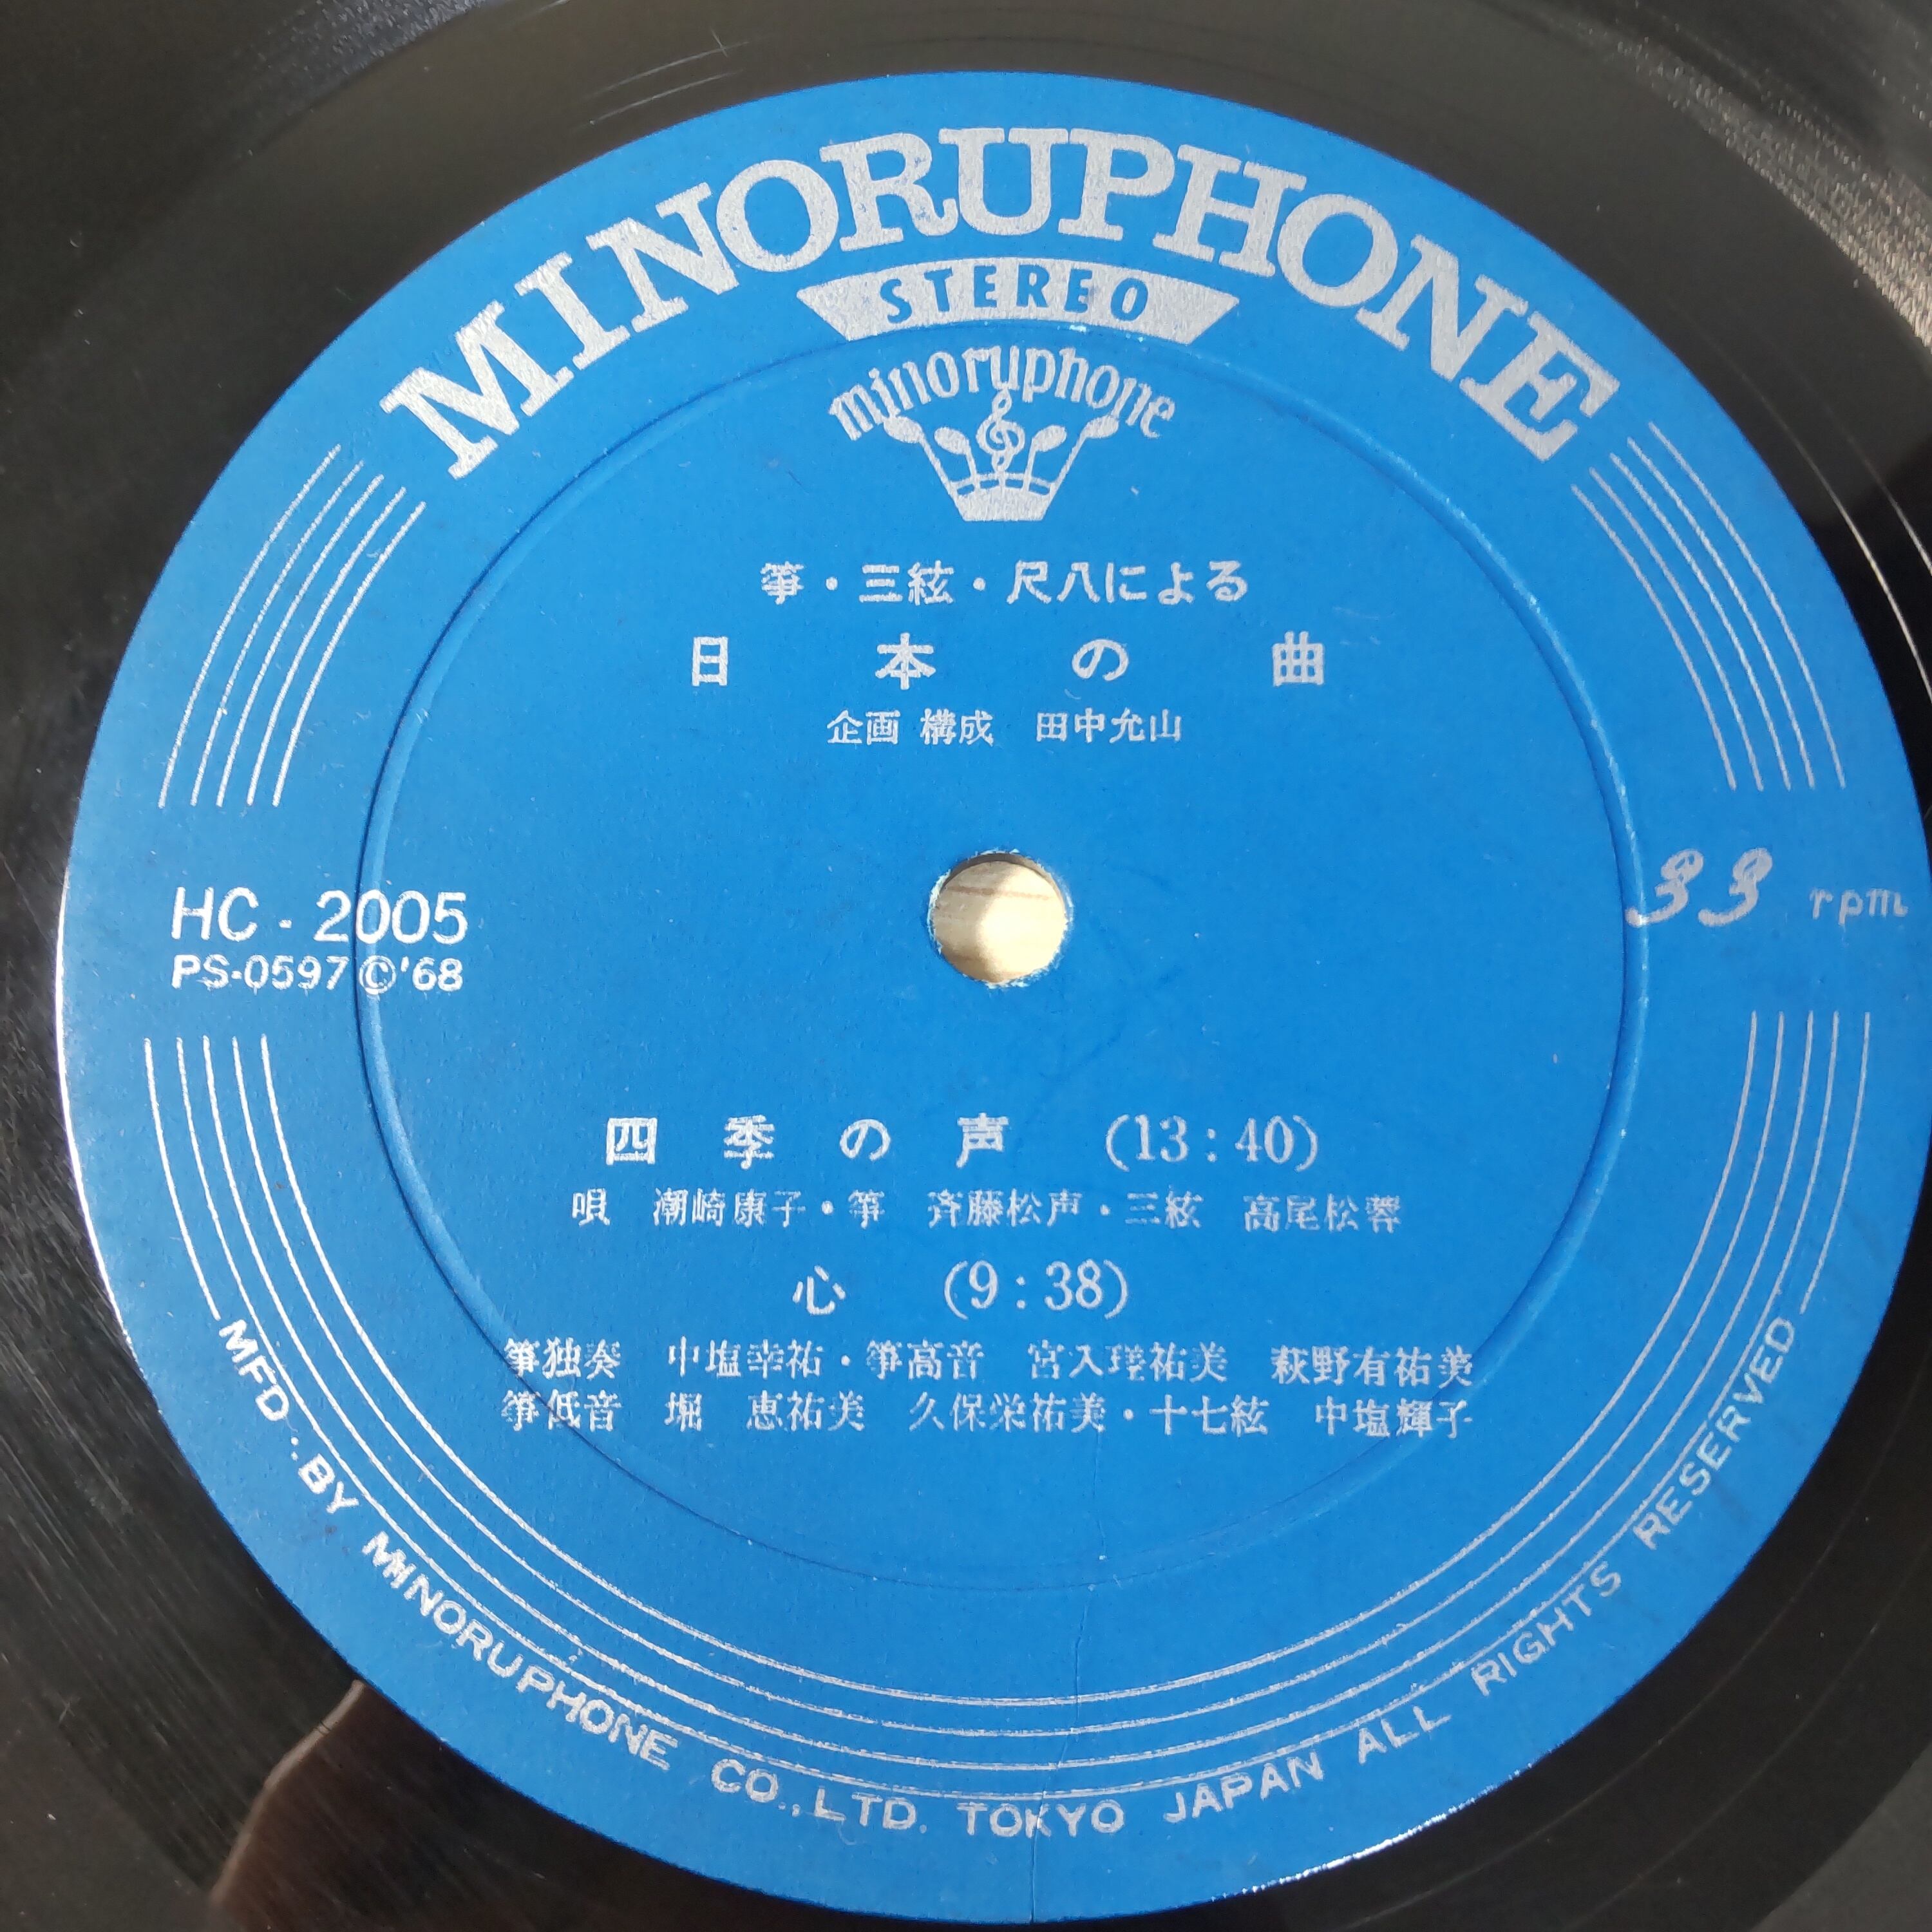 MINORUPHONE
STEREO
minoruphone
箏・三絃・尺八による
日本の曲
企画 構成 田中允山
HC - 2005
PS-0597 ©'68
33 rpm
四季の声 (13:40)
唄 潮崎康子・箏 斉藤松声・三絃 高尾松蓉
心 (9:38)
箏独奏 中塩幸祐・箏高音 宮入瑳祐美 萩野有祐美
箏低音 堀 恵祐美 久保栄祐美・十七絃 中塩輝子
MFD. BY MINORUPHONE CO., LTD. TOKYO JAPAN ALL RIGHTS RESERVED